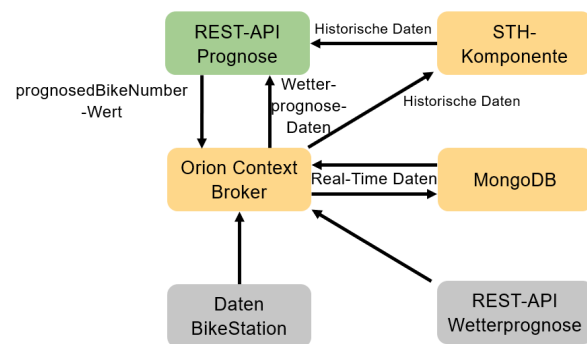 REST-API
Prognose
Historische Daten
STH-
Komponente
prognosedBikeNumber
-Wert
Wetter-
prognose-
Daten
Historische Daten
Orion Context
Broker
Real-Time Daten
MongoDB
Daten
BikeStation
REST-API
Wetterprognose